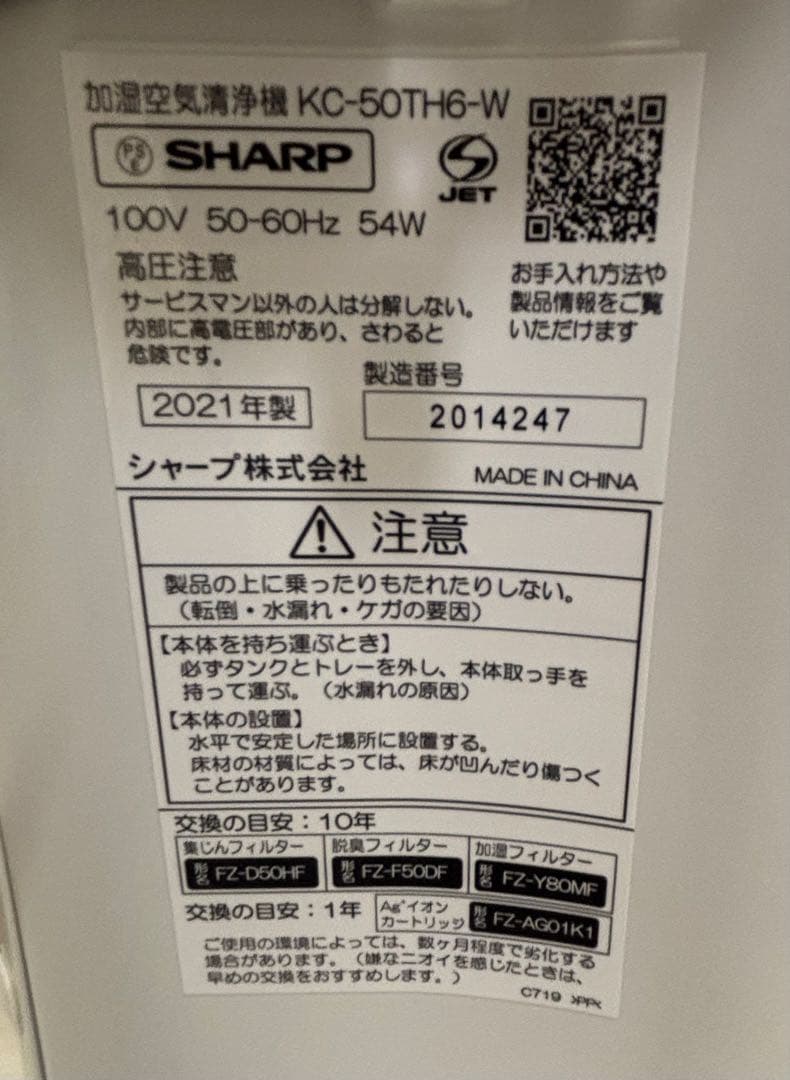 加湿空気清浄機 KC-50TH6-W
PS E SHARP
JET
100V 50-60Hz 54W
高圧注意
サービスマン以外の人は分解しない。
内部に高電圧部があり、さわると
危険です。
お手入れ方法や
製品情報をご覧
いただけます
2021年製
製造番号
2014247
シャープ株式会社
MADE IN CHINA
注意
製品の上に乗ったりもたれたりしない。
（転倒・水漏れ・ケガの要因）
【本体を持ち運ぶとき】
必ずタンクとトレーを外し、本体取っ手を
持って運ぶ。（水漏れの原因）
【本体の設置】
水平で安定した場所に設置する。
床材の材質によっては、床が凹んだり傷つく
ことがあります。
交換の目安：10年
集じんフィルター
形名 FZ-D50HF
脱臭フィルター
形名 FZ-F50DF
加湿フィルター
形名 FZ-Y80MF
交換の目安：1年
Ag⁺イオン
カートリッジ
形名 FZ-AG01K1
ご使用の環境によっては、数ヶ月程度で劣化する
場合があります。（嫌なニオイを感じたときは、
早めの交換をおすすめします。）
C719 >PP<